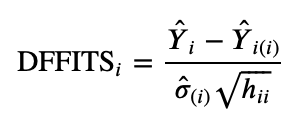 DFFITSᵢ = (Ŷᵢ − Ŷᵢ₍ᵢ₎) / (σ̂₍ᵢ₎ √hᵢᵢ)